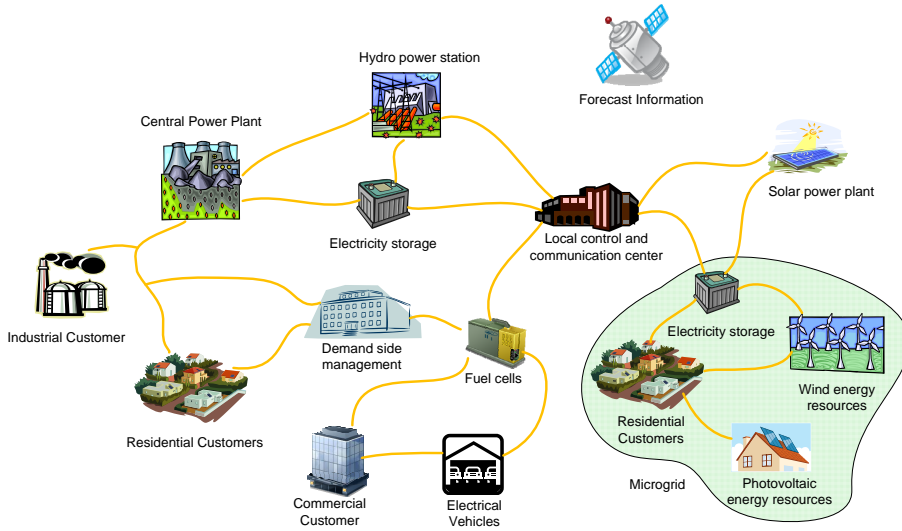 Hydro power station
Forecast Information
Central Power Plant
Solar power plant
Electricity storage
Local control and
communication center
Industrial Customer
Electricity storage
Demand side
management
Fuel cells
Wind energy
resources
Residential Customers
Residential
Customers
Microgrid
Photovoltaic
energy resources
Commercial
Customer
Electrical
Vehicles